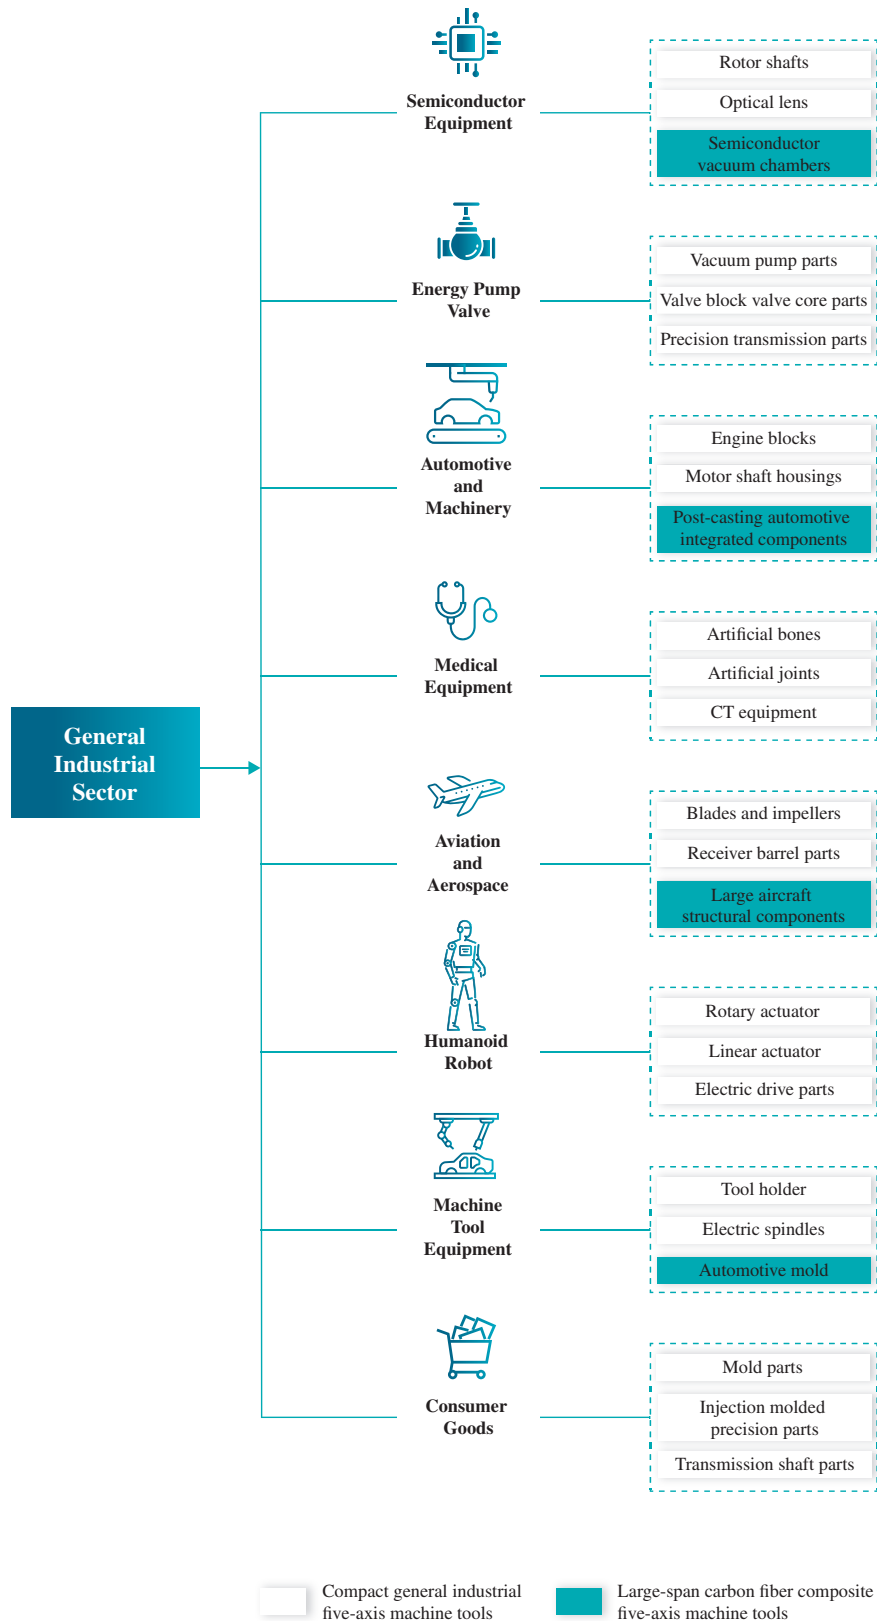 Semiconductor
Equipment
Rotor shafts
Optical lens
Semiconductor
vacuum chambers
Energy Pump
Valve
Vacuum pump parts
Valve block valve core parts
Precision transmission parts
Automotive
and
Machinery
Engine blocks
Motor shaft housings
Post-casting automotive
integrated components
Medical
Equipment
Artificial bones
Artificial joints
CT equipment
General
Industrial
Sector
Aviation
and
Aerospace
Blades and impellers
Receiver barrel parts
Large aircraft
structural components
Humanoid
Robot
Rotary actuator
Linear actuator
Electric drive parts
Machine
Tool
Equipment
Tool holder
Electric spindles
Automotive mold
Consumer
Goods
Mold parts
Injection molded
precision parts
Transmission shaft parts
Compact general industrial
five-axis machine tools
Large-span carbon fiber composite
five-axis machine tools